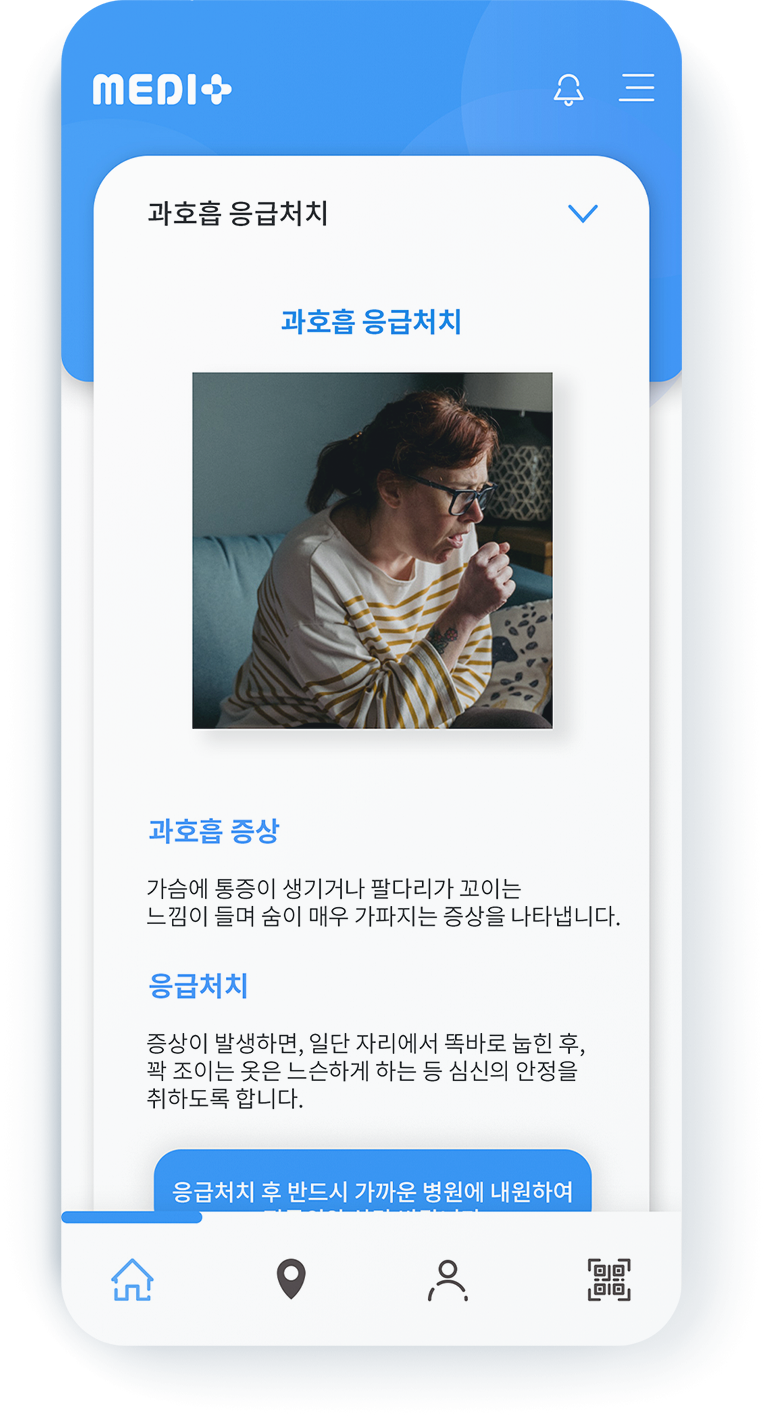 MEDI
과호흡 응급처치
과호흡 응급처치
과호흡 증상
가슴에 통증이 생기거나 팔다리가 꼬이는
느낌이 들며 숨이 매우 가파지는 증상을 나타냅니다.
응급처치
증상이 발생하면, 일단 자리에서 똑바로 눕힌 후,
꽉 조이는 옷은 느슨하게 하는 등 심신의 안정을
취하도록 합니다.
응급처치 후 반드시 가까운 병원에 내원하여